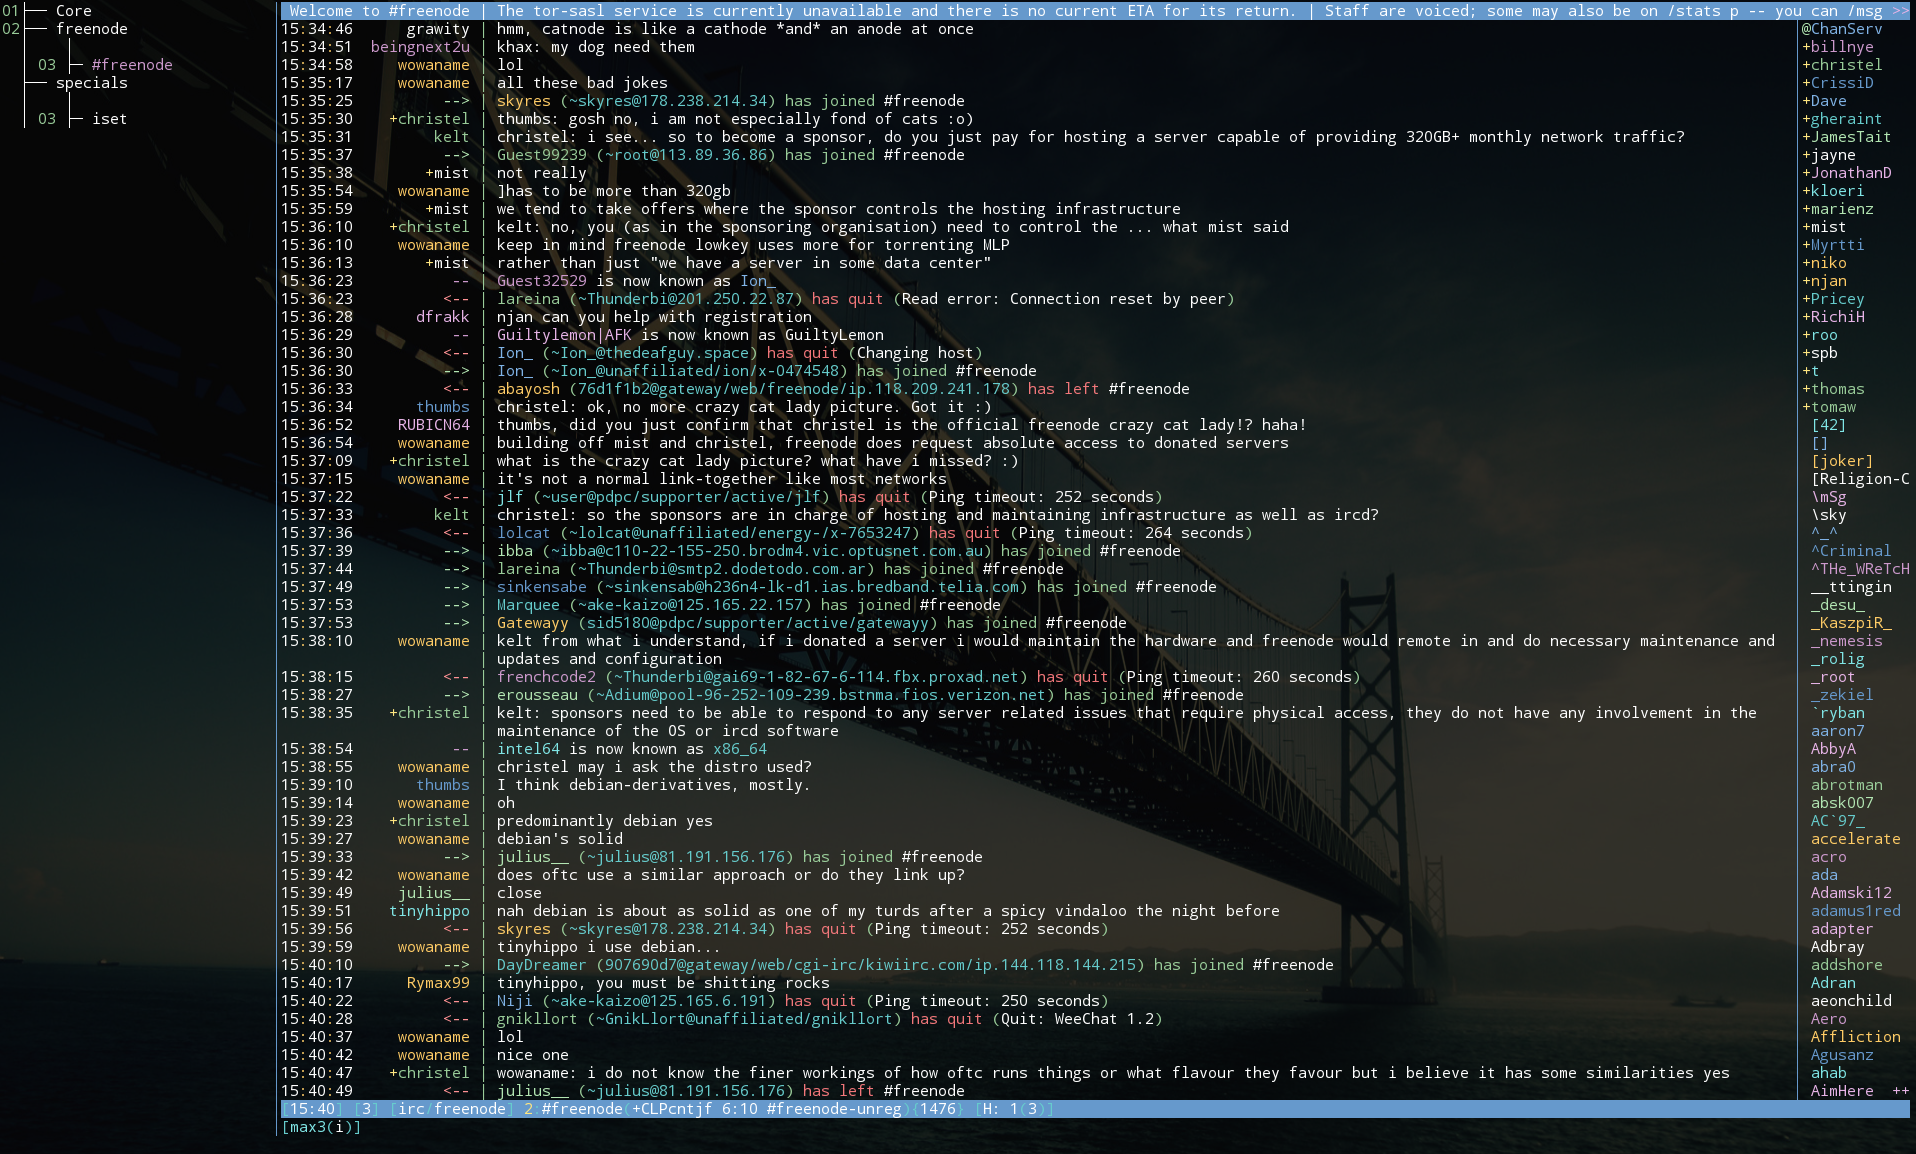 01 ├── Core
02 ├── freenode
03 ├─ #freenode
├── specials
03 ├─ iset
Welcome to #freenode | The tor-sasl service is currently unavailable and there is no current ETA for its return. | Staff are voiced; some may also be on /stats p -- you can /msg >>
15:34:46 grawity | hmm, catnode is like a cathode *and* an anode at once
15:34:51 beingnext2u | khax: my dog need them
15:34:58 wowaname | lol
15:35:17 wowaname | all these bad jokes
15:35:25 --> | skyres (~skyres@178.238.214.34) has joined #freenode
15:35:30 +christel | thumbs: gosh no, i am not especially fond of cats :o)
15:35:31 kelt | christel: i see... so to become a sponsor, do you just pay for hosting a server capable of providing 320GB+ monthly network traffic?
15:35:37 --> | Guest99239 (~root@113.89.36.86) has joined #freenode
15:35:38 +mist | not really
15:35:54 wowaname | ]has to be more than 320gb
15:35:59 +mist | we tend to take offers where the sponsor controls the hosting infrastructure
15:36:10 +christel | kelt: no, you (as in the sponsoring organisation) need to control the ... what mist said
15:36:10 wowaname | keep in mind freenode lowkey uses more for torrenting MLP
15:36:13 +mist | rather than just "we have a server in some data center"
15:36:23 -- | Guest32529 is now known as Ion_
15:36:23 <-- | lareina (~Thunderbi@201.250.22.87) has quit (Read error: Connection reset by peer)
15:36:28 dfrakk | njan can you help with registration
15:36:29 -- | Guiltylemon|AFK is now known as GuiltyLemon
15:36:30 <-- | Ion_ (~Ion_@thedeafguy.space) has quit (Changing host)
15:36:30 --> | Ion_ (~Ion_@unaffiliated/ion/x-0474548) has joined #freenode
15:36:33 <-- | abayosh (76d1f1b2@gateway/web/freenode/ip.118.209.241.178) has left #freenode
15:36:34 thumbs | christel: ok, no more crazy cat lady picture. Got it :)
15:36:52 RUBICN64 | thumbs, did you just confirm that christel is the official freenode crazy cat lady!? haha!
15:36:54 wowaname | building off mist and christel, freenode does request absolute access to donated servers
15:37:09 +christel | what is the crazy cat lady picture? what have i missed? :)
15:37:15 wowaname | it's not a normal link-together like most networks
15:37:22 <-- | jlf (~user@pdpc/supporter/active/jlf) has quit (Ping timeout: 252 seconds)
15:37:33 kelt | christel: so the sponsors are in charge of hosting and maintaining infrastructure as well as ircd?
15:37:36 <-- | lolcat (~lolcat@unaffiliated/energy-/x-7653247) has quit (Ping timeout: 264 seconds)
15:37:39 --> | ibba (~ibba@c110-22-155-250.brodm4.vic.optusnet.com.au) has joined #freenode
15:37:44 --> | lareina (~Thunderbi@smtp2.dodetodo.com.ar) has joined #freenode
15:37:49 --> | sinkensabe (~sinkensab@h236n4-lk-d1.ias.bredband.telia.com) has joined #freenode
15:37:53 --> | Marquee (~ake-kaizo@125.165.22.157) has joined #freenode
15:37:53 --> | Gatewayy (sid5180@pdpc/supporter/active/gatewayy) has joined #freenode
15:38:10 wowaname | kelt from what i understand, if i donated a server i would maintain the hardware and freenode would remote in and do necessary maintenance and
| updates and configuration
15:38:15 <-- | frenchcode2 (~Thunderbi@gai69-1-82-67-6-114.fbx.proxad.net) has quit (Ping timeout: 260 seconds)
15:38:27 --> | erousseau (~Adium@pool-96-252-109-239.bstnma.fios.verizon.net) has joined #freenode
15:38:35 +christel | kelt: sponsors need to be able to respond to any server related issues that require physical access, they do not have any involvement in the
| maintenance of the OS or ircd software
15:38:54 -- | intel64 is now known as x86_64
15:38:55 wowaname | christel may i ask the distro used?
15:39:10 thumbs | I think debian-derivatives, mostly.
15:39:14 wowaname | oh
15:39:23 +christel | predominantly debian yes
15:39:27 wowaname | debian's solid
15:39:33 --> | julius__ (~julius@81.191.156.176) has joined #freenode
15:39:42 wowaname | does oftc use a similar approach or do they link up?
15:39:49 julius__ | close
15:39:51 tinyhippo | nah debian is about as solid as one of my turds after a spicy vindaloo the night before
15:39:56 <-- | skyres (~skyres@178.238.214.34) has quit (Ping timeout: 252 seconds)
15:39:59 wowaname | tinyhippo i use debian...
15:40:10 --> | DayDreamer (907690d7@gateway/web/cgi-irc/kiwiirc.com/ip.144.118.144.215) has joined #freenode
15:40:17 Rymax99 | tinyhippo, you must be shitting rocks
15:40:22 <-- | Niji (~ake-kaizo@125.165.6.191) has quit (Ping timeout: 250 seconds)
15:40:28 <-- | gnikllort (~GnikLlort@unaffiliated/gnikllort) has quit (Quit: WeeChat 1.2)
15:40:37 wowaname | lol
15:40:42 wowaname | nice one
15:40:47 +christel | wowaname: i do not know the finer workings of how oftc runs things or what flavour they favour but i believe it has some similarities yes
15:40:49 <-- | julius__ (~julius@81.191.156.176) has left #freenode
[15:40] [3] [irc/freenode] 2:#freenode(+CLPcntjf 6:10 #freenode-unreg){1476} [H: 1(3)]
[max3(i)]
@ChanServ
+billnye
+christel
+CrissiD
+Dave
+gheraint
+JamesTait
+jayne
+JonathanD
+kloeri
+marienz
+mist
+Myrtti
+niko
+njan
+Pricey
+RichiH
+roo
+spb
+t
+thomas
+tomaw
[42]
[]
[joker]
[Religion-C
\mSg
\sky
^_^
^Criminal
^THe_WReTcH
__ttingin
_desu_
_KaszpiR_
_nemesis
_rolig
_root
_zekiel
`ryban
aaron7
AbbyA
abra0
abrotman
absk007
AC`97_
accelerate
acro
ada
Adamski12
adamus1red
adapter
Adbray
addshore
Adran
aeonchild
Aero
Affliction
Agusanz
ahab
AimHere ++